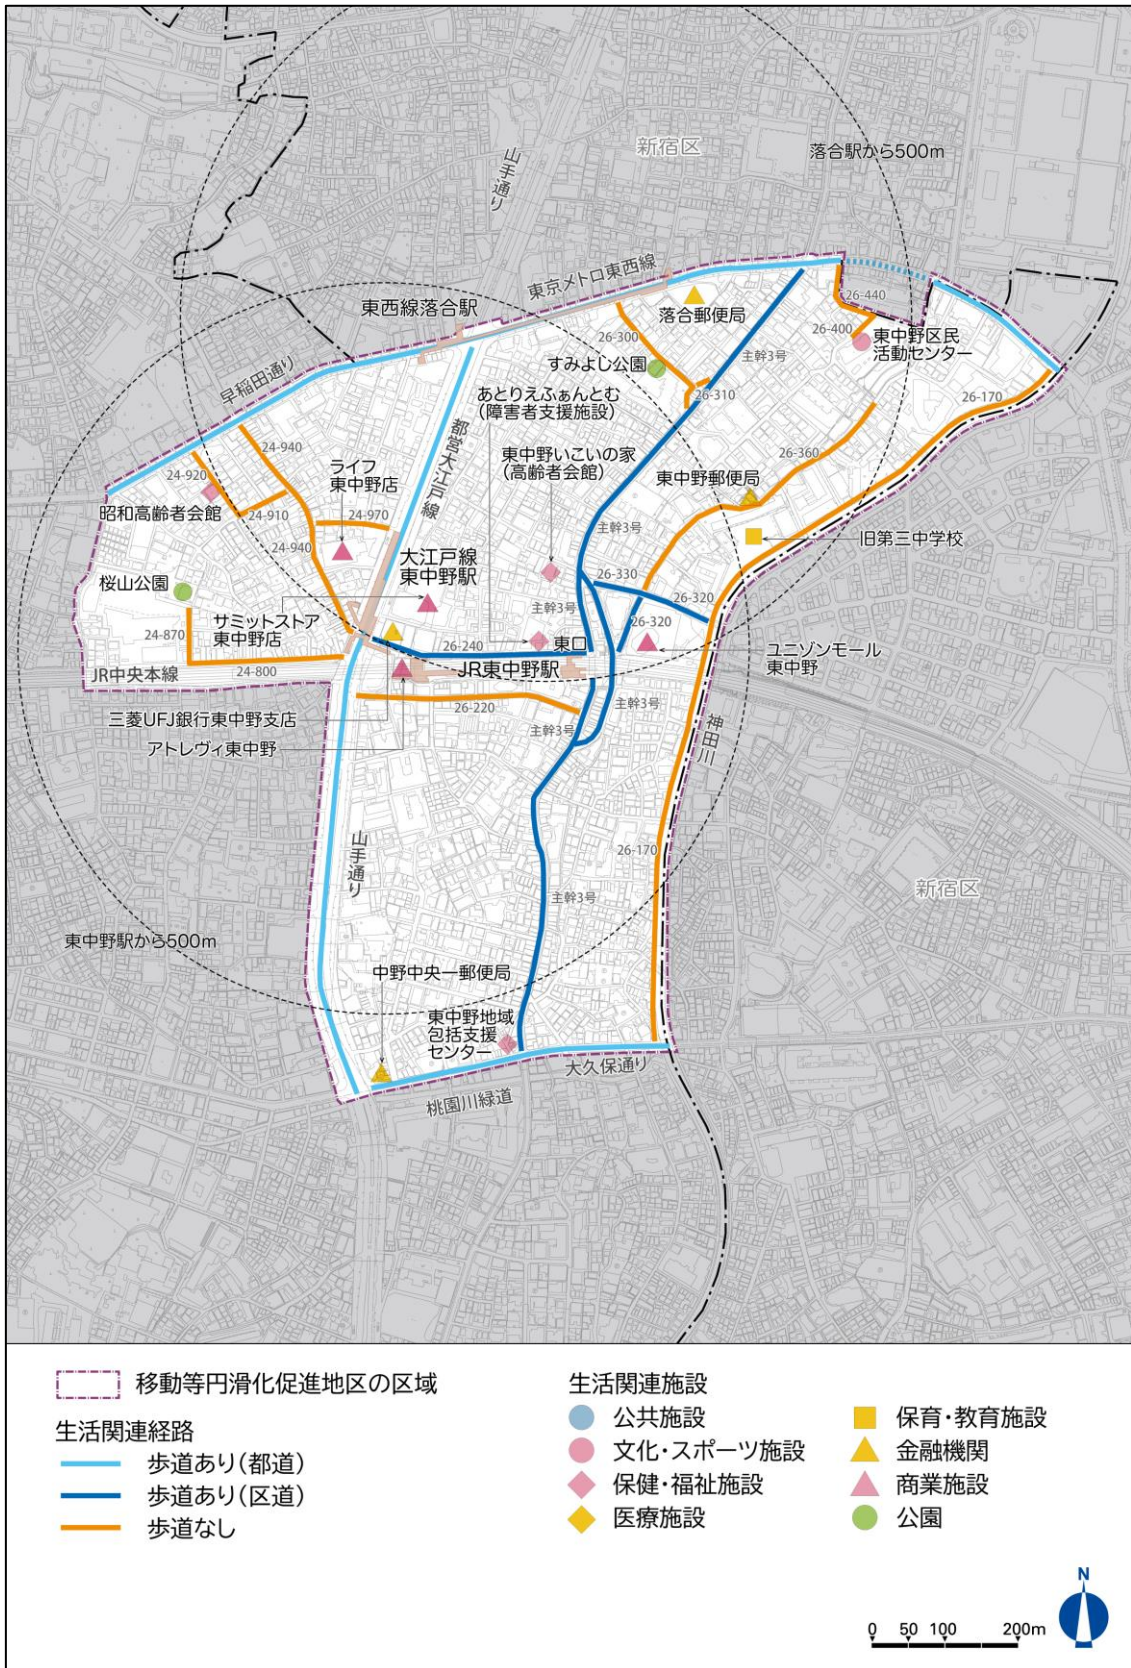 新宿区
落合駅から500m
山手通り
東京メトロ東西線
東西線落合駅
早稲田通り
落合郵便局
26-440
26-400
東中野区民
活動センター
26-300
主幹3号
すみよし公園
26-310
26-170
あとりえふぁんとむ
(障害者支援施設)
都営大江戸線
東中野いこいの家
(高齢者会館)
26-360
東中野郵便局
24-940
24-920
ライフ
東中野店
昭和高齢者会館
24-910
24-970
24-940
旧第三中学校
主幹3号
大江戸線
東中野駅
桜山公園
26-330
26-320
サミットストア
東中野店
主幹3号
26-320
24-870
26-240
東口
ユニゾンモール
東中野
JR中央本線
24-800
JR東中野駅
三菱UFJ銀行東中野支店
26-220
主幹3号
主幹3号
神田川
アトレヴィ東中野
山手通り
26-170
主幹3号
新宿区
東中野駅から500m
中野中央一郵便局
東中野地域
包括支援
センター
大久保通り
桃園川緑道
移動等円滑化促進地区の区域
生活関連経路
歩道あり(都道)
歩道あり(区道)
歩道なし
生活関連施設
公共施設
文化・スポーツ施設
保健・福祉施設
医療施設
保育・教育施設
金融機関
商業施設
公園
N
0 50 100 200m